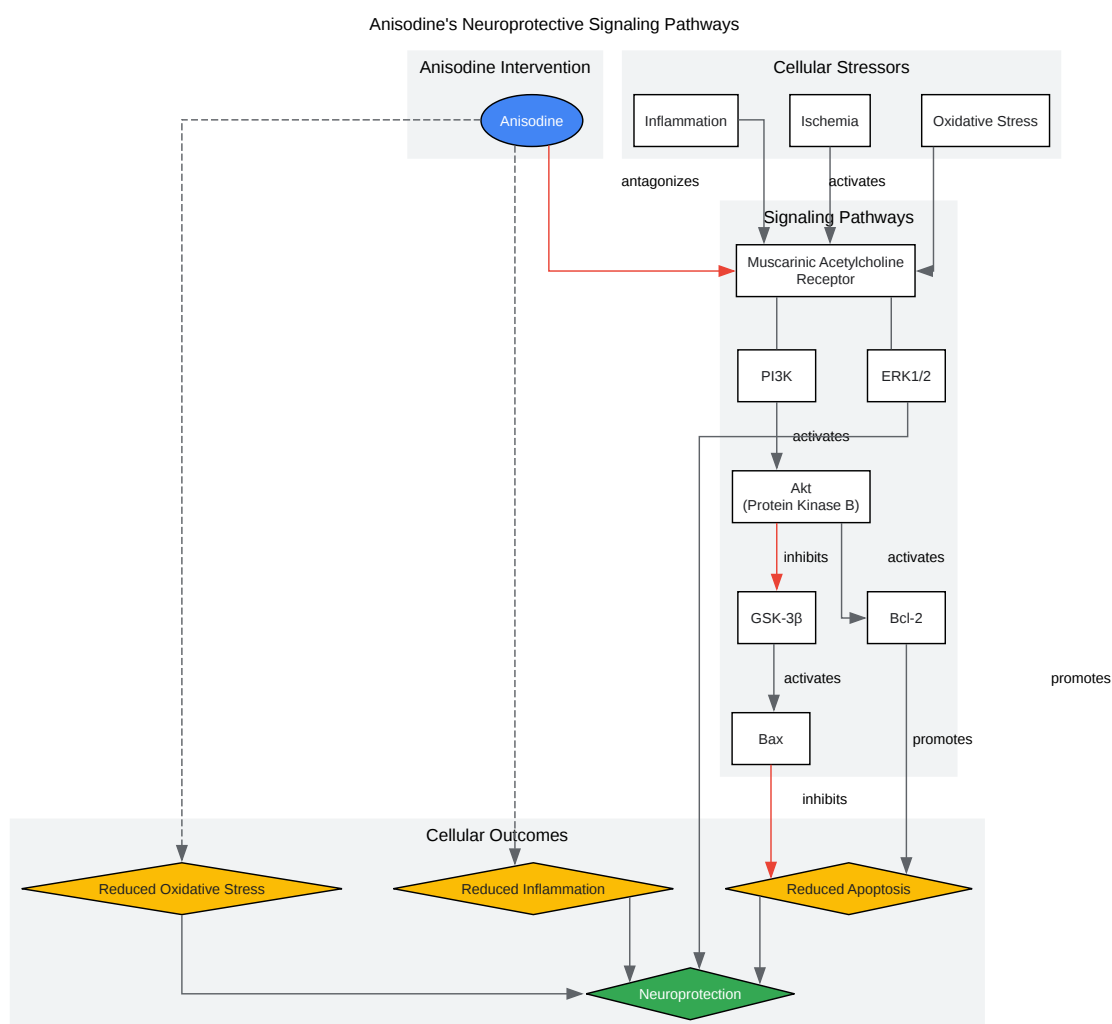 Anisodine's Neuroprotective Signaling Pathways
Anisodine Intervention
Cellular Stressors
Anisodine
Inflammation
Ischemia
Oxidative Stress
antagonizes
activates
Signaling Pathways
Muscarinic Acetylcholine
Receptor
PI3K
ERK1/2
activates
Akt
(Protein Kinase B)
inhibits
activates
GSK-3β
Bcl-2
activates
promotes
Bax
promotes
inhibits
Cellular Outcomes
Reduced Oxidative Stress
Reduced Inflammation
Reduced Apoptosis
Neuroprotection